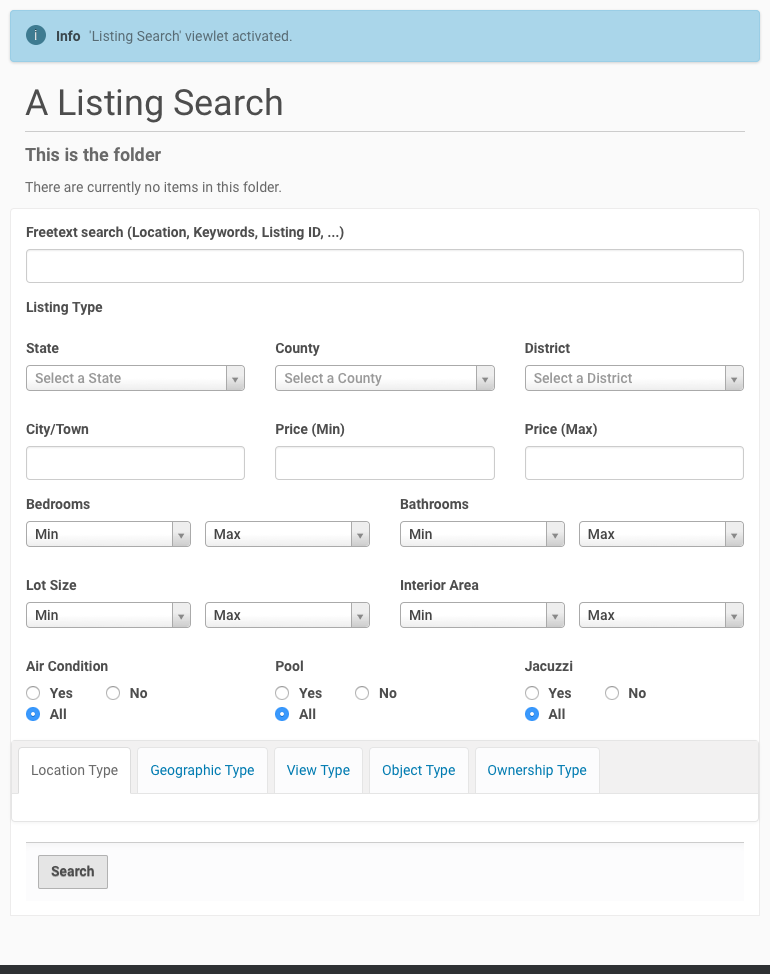 i Info 'Listing Search' viewlet activated.
A Listing Search
This is the folder
There are currently no items in this folder.
Freetext search (Location, Keywords, Listing ID, ...)
Listing Type
State County District
Select a State Select a County Select a District
City/Town Price (Min) Price (Max)
Bedrooms Bathrooms
Min Max Min Max
Lot Size Interior Area
Min Max Min Max
Air Condition Pool Jacuzzi
Yes No Yes No Yes No
All All All
Location Type Geographic Type View Type Object Type Ownership Type
Search